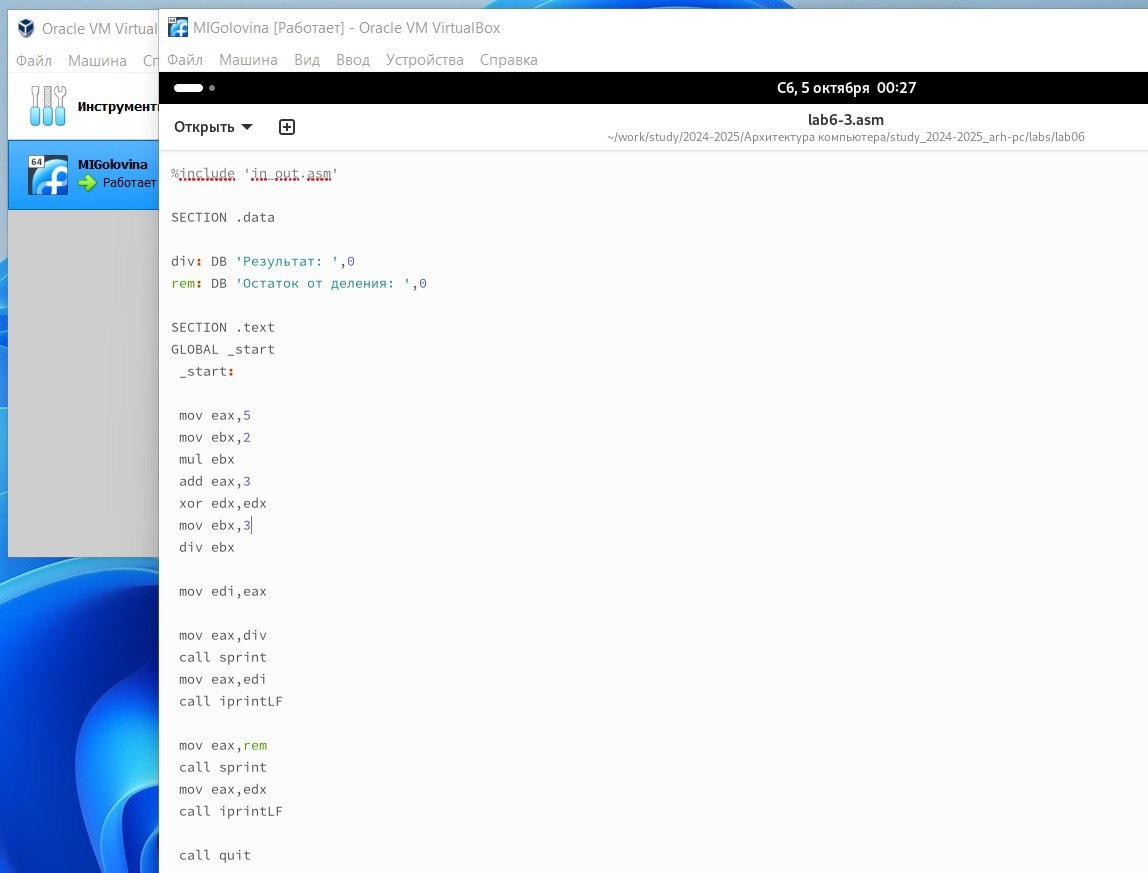 Oracle VM Virtual
Файл Машина Сп
Инструмент
64
MIGolovina
Работает
MIGolovina [Работает] - Oracle VM VirtualBox
Файл Машина Вид Ввод Устройства Справка
Сб, 5 октября 00:27
Открыть
lab6-3.asm
~/work/study/2024-2025/Архитектура компьютера/study_2024-2025_arh-pc/labs/lab06
%include 'in_out.asm'
SECTION .data
div: DB 'Результат: ',0
rem: DB 'Остаток от деления: ',0
SECTION .text
GLOBAL _start
_start:
mov eax,5
mov ebx,2
mul ebx
add eax,3
xor edx,edx
mov ebx,3
div ebx
mov edi,eax
mov eax,div
call sprint
mov eax,edi
call iprintLF
mov eax,rem
call sprint
mov eax,edx
call iprintLF
call quit